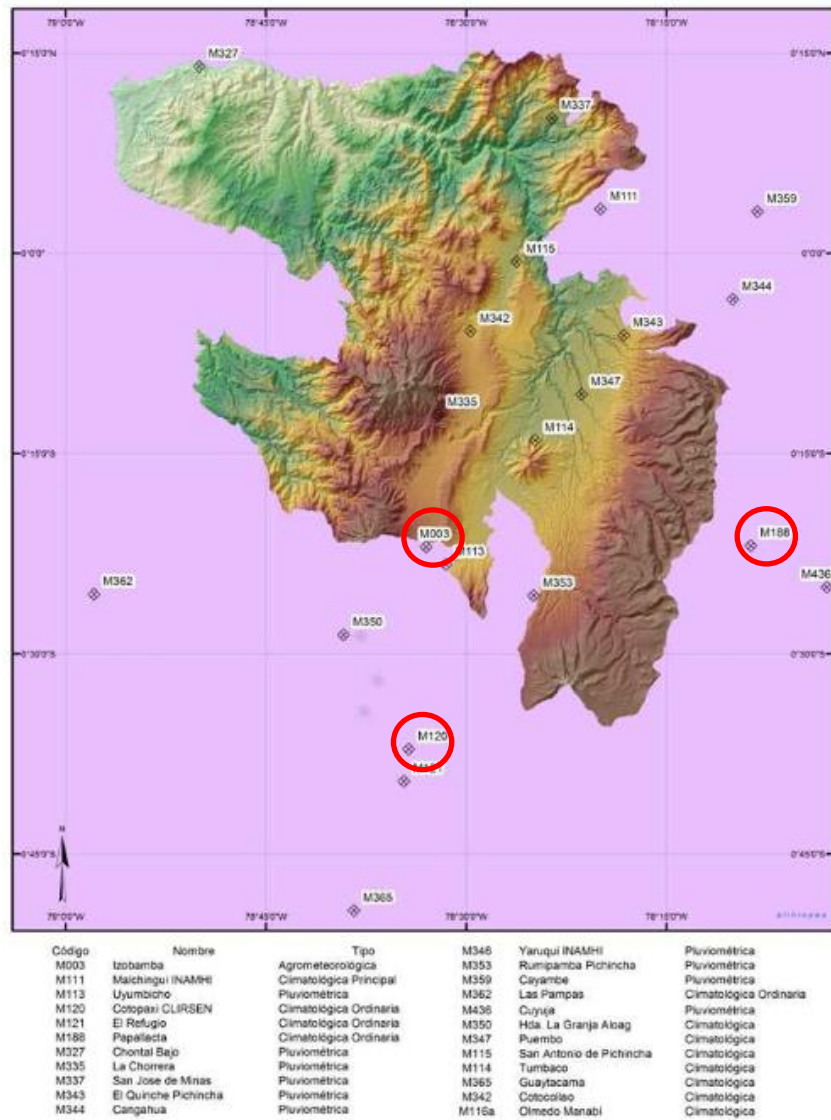 79°0'0"W 78°45'0"W 78°30'0"W 78°15'0"W
0°15'0"N 0°15'0"N
M327
M337
M111 M359
M115
0°0'0" 0°0'0"
M344
M342 M343
M347
M335
M114
0°15'0"S 0°15'0"S
M003 M188
M113
M362 M353 M436
M350
0°30'0"S 0°30'0"S
M120
M121
N
0°45'0"S 0°45'0"S
M365
79°0'0"W 78°45'0"W 78°30'0"W 78°15'0"W
Código Nombre Tipo
M003 Izobamba Agrometeorológica
M111 Malchingui INAMHI Climatológica Principal
M113 Uyumbicho Pluviométrica
M120 Cotopaxi CLIRSEN Climatológica Ordinaria
M121 El Refugio Climatológica Ordinaria
M188 Papallacta Climatológica Ordinaria
M327 Chontal Bajo Pluviométrica
M335 La Chorrera Pluviométrica
M337 San Jose de Minas Pluviométrica
M343 El Quinche Pichincha Pluviométrica
M344 Cangahua Pluviométrica
M346 Yaruqui INAMHI Pluviométrica
M353 Rumipamba Pichincha Pluviométrica
M359 Cayambe Pluviométrica
M362 Las Pampas Climatológica Ordinaria
M436 Cuyuja Pluviométrica
M350 Hda. La Granja Aloag Climatológica
M347 Puembo Climatológica
M115 San Antonio de Pichincha Climatológica
M114 Tumbaco Climatológica
M365 Guaytacama Climatológica
M342 Cotocollao Climatológica
M116a Olmedo Manabi Climatológica